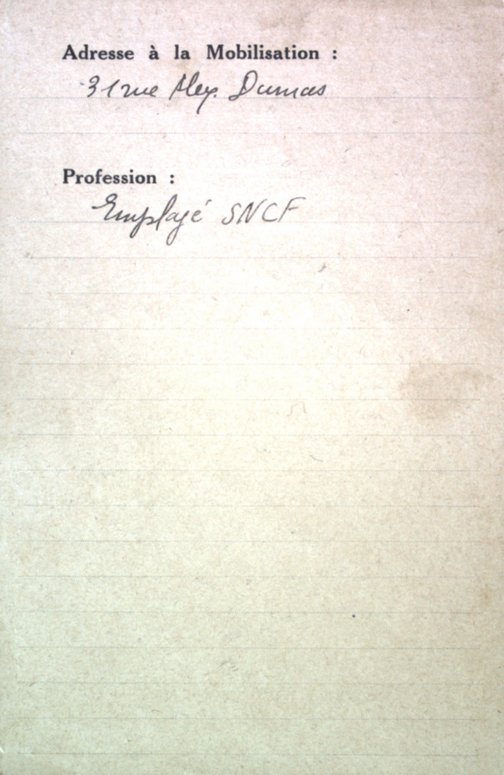 Adresse à la Mobilisation :
31 rue Alex. Dumas
Profession :
Employé SNCF